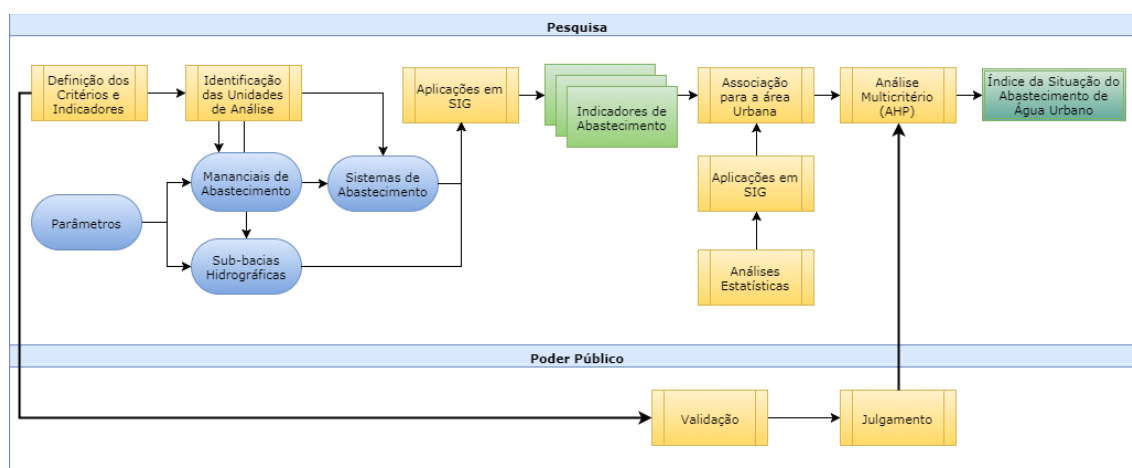 Pesquisa
Definição dos
Critérios e
Indicadores
Identificação
das Unidades
de Análise
Aplicações em
SIG
Indicadores de
Abastecimento
Associação
para a área
Urbana
Análise
Multicritério
(AHP)
Índice da Situação do
Abastecimento de
Água Urbano
Mananciais de
Abastecimento
Sistemas de
Abastecimento
Aplicações em
SIG
Parâmetros
Sub-bacias
Hidrográficas
Análises
Estatísticas
Poder Público
Validação
Julgamento